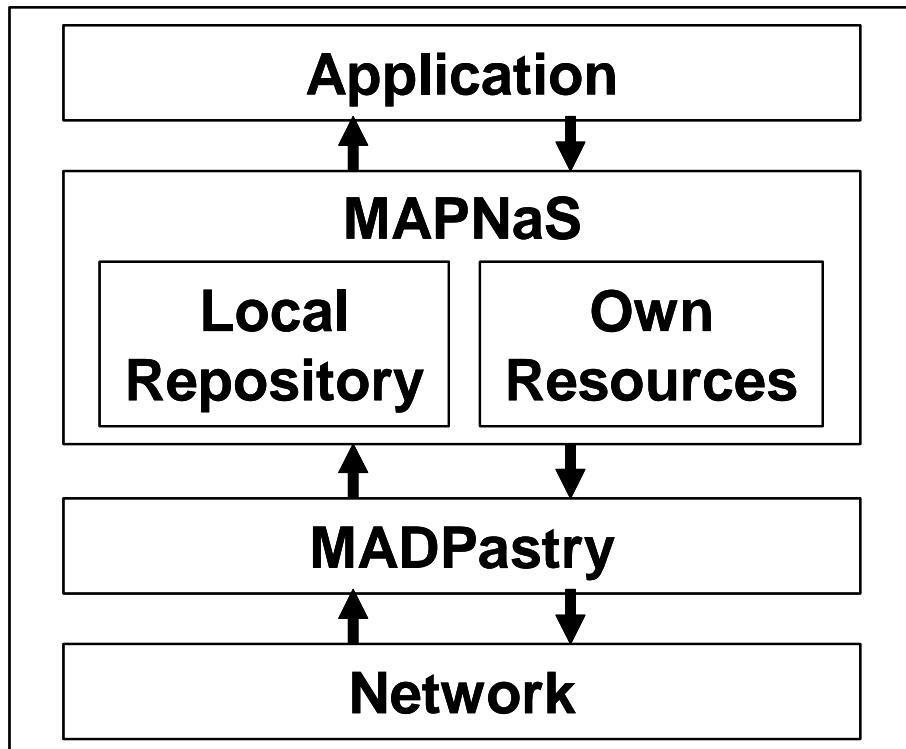 Application
MAPNaS
Local
Repository
Own
Resources
MADPastry
Network